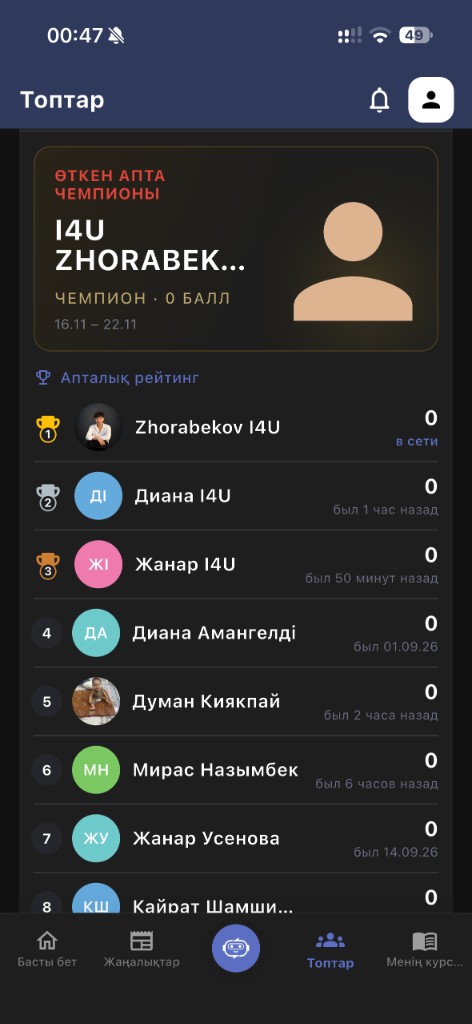 00:47
49
Топтар
ӨТКЕН АПТА
ЧЕМПИОНЫ
I4U
ZHORABEK...
ЧЕМПИОН · 0 БАЛЛ
16.11 – 22.11
Апталық рейтинг
1
Zhorabekov I4U
0
в сети
2
ДІ
Диана I4U
0
был 1 час назад
3
ЖІ
Жанар I4U
0
был 50 минут назад
4
ДА
Диана Амангелді
0
был 01.09.26
5
Думан Киякпай
0
был 2 часа назад
6
МН
Мирас Назымбек
0
был 6 часов назад
7
ЖУ
Жанар Усенова
0
был 14.09.26
8
КШ
Кайрат Шамши...
0
Басты бет
Жаңалықтар
Топтар
Менің курс...